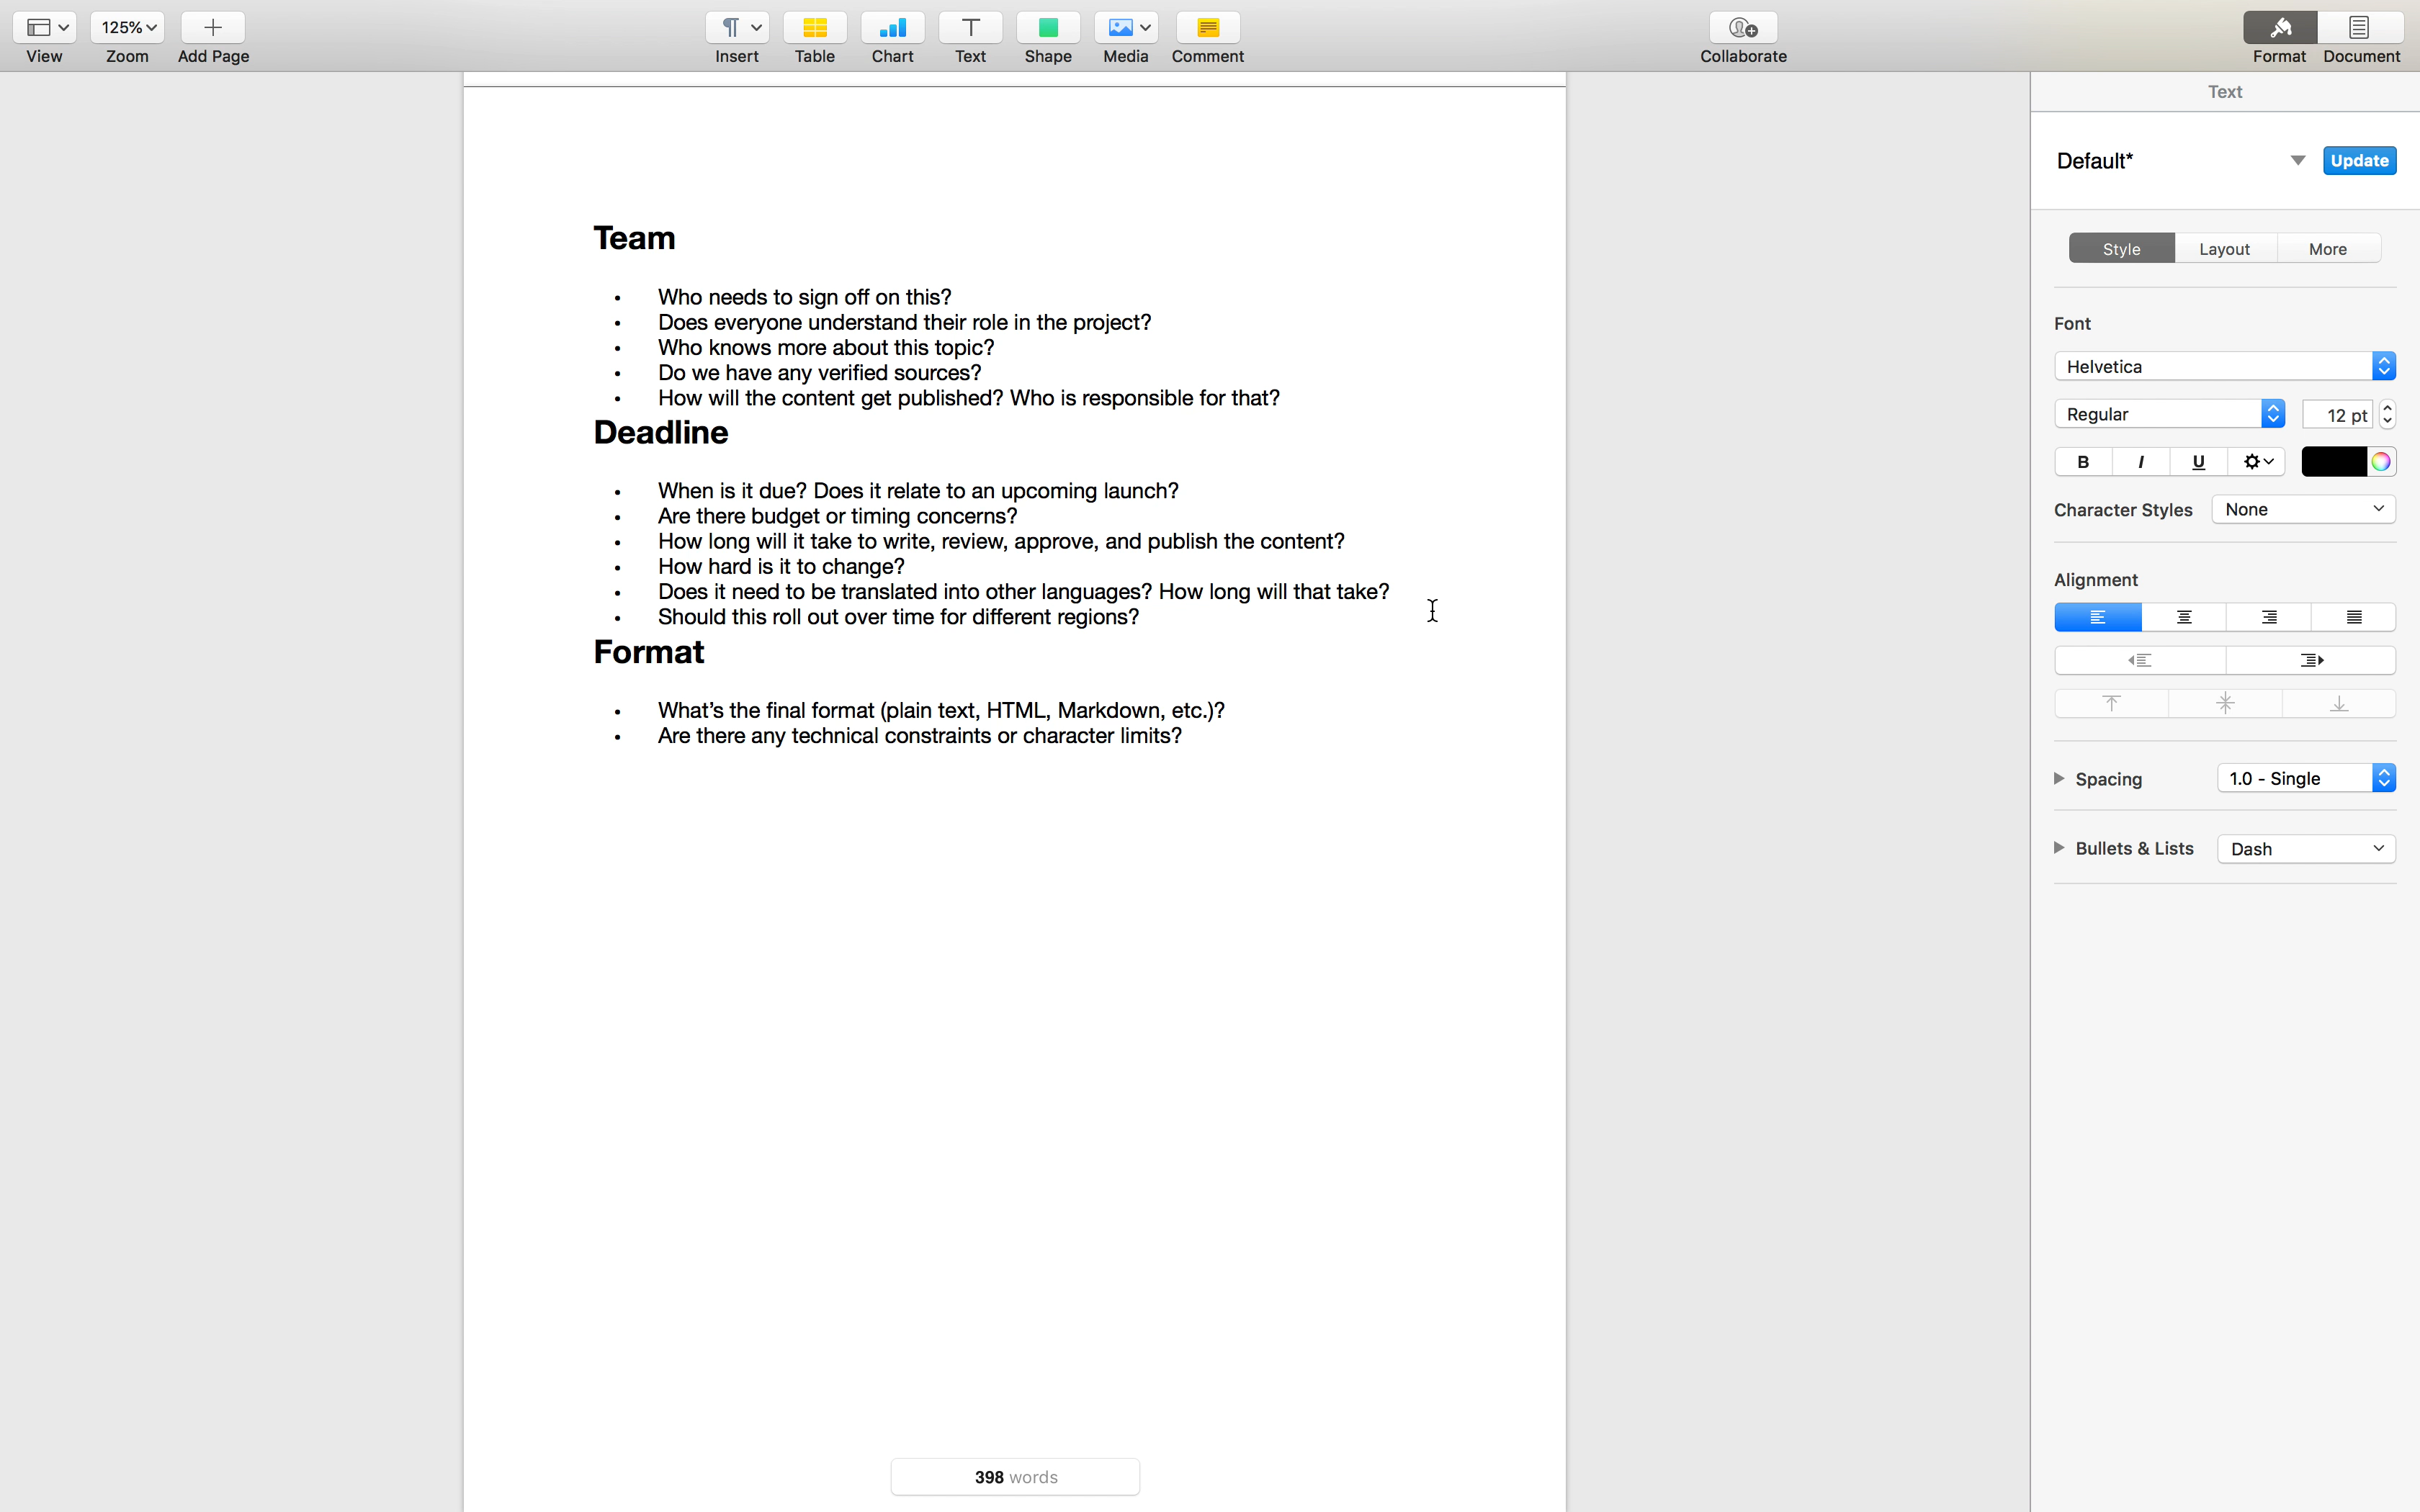 125%
View
Zoom
Add Page
Insert
Table
Chart
Text
Shape
Media
Comment
Collaborate
Format
Document
Team
• Who needs to sign off on this?
• Does everyone understand their role in the project?
• Who knows more about this topic?
• Do we have any verified sources?
• How will the content get published? Who is responsible for that?
Deadline
• When is it due? Does it relate to an upcoming launch?
• Are there budget or timing concerns?
• How long will it take to write, review, approve, and publish the content?
• How hard is it to change?
• Does it need to be translated into other languages? How long will that take?
• Should this roll out over time for different regions?
Format
• What’s the final format (plain text, HTML, Markdown, etc.)?
• Are there any technical constraints or character limits?
398 words
Text
Default*
Update
Style
Layout
More
Font
Helvetica
Regular
12 pt
B
I
U
Character Styles
None
Alignment
Spacing
1.0 - Single
Bullets & Lists
Dash